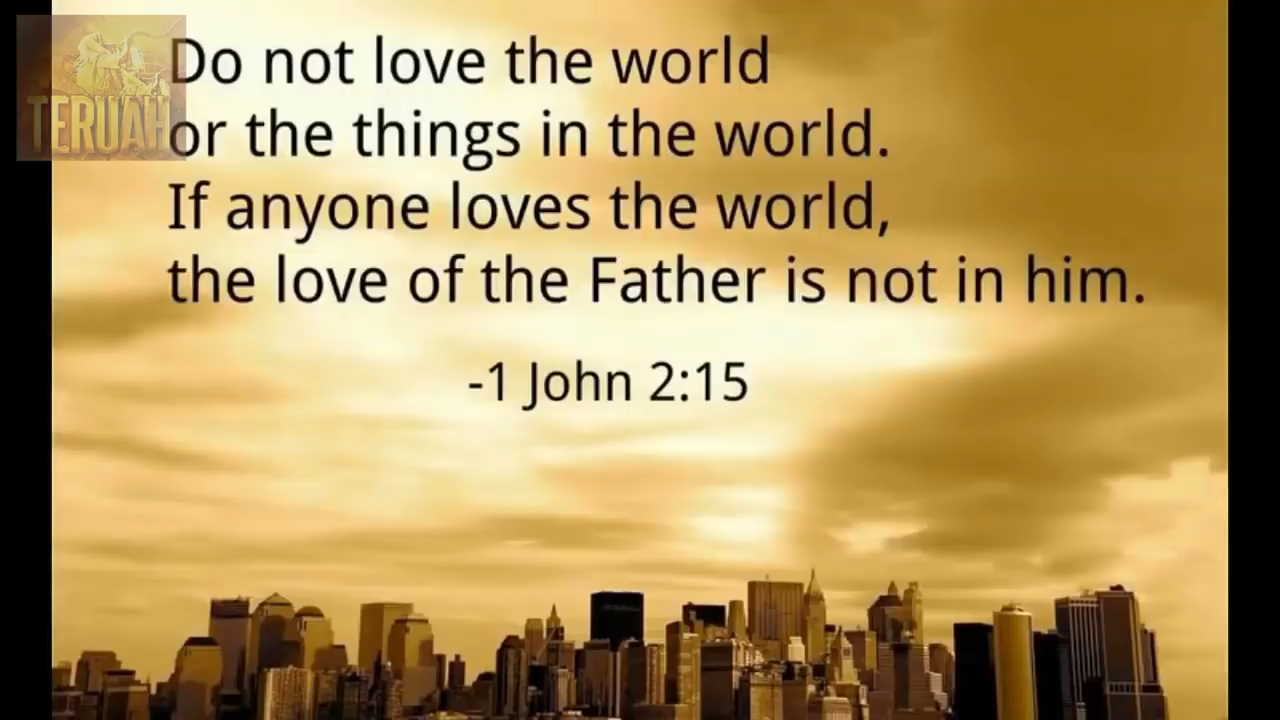 TERUAH
Do not love the world
or the things in the world.
If anyone loves the world,
the love of the Father is not in him.
-1 John 2:15